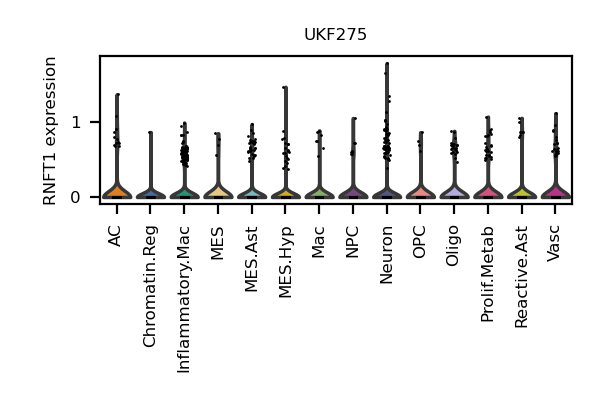 UKF275
RNFT1 expression
1
0
AC
Chromatin.Reg
Inflammatory.Mac
MES
MES.Ast
MES.Hyp
Mac
NPC
Neuron
OPC
Oligo
Prolif.Metab
Reactive.Ast
Vasc